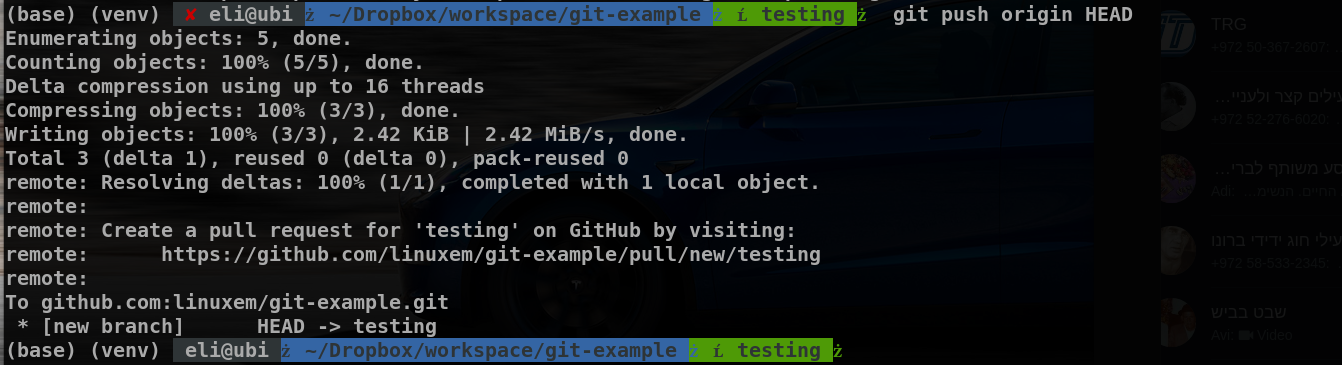 (base) (venv) ✘ eli@ubi ż ~/Dropbox/workspace/git-example ż ĺ testing ż git push origin HEAD
Enumerating objects: 5, done.
Counting objects: 100% (5/5), done.
Delta compression using up to 16 threads
Compressing objects: 100% (3/3), done.
Writing objects: 100% (3/3), 2.42 KiB | 2.42 MiB/s, done.
Total 3 (delta 1), reused 0 (delta 0), pack-reused 0
remote: Resolving deltas: 100% (1/1), completed with 1 local object.
remote:
remote: Create a pull request for 'testing' on GitHub by visiting:
remote:      https://github.com/linuxem/git-example/pull/new/testing
remote:
To github.com:linuxem/git-example.git
 * [new branch]      HEAD -> testing
(base) (venv) eli@ubi ż ~/Dropbox/workspace/git-example ż ĺ testing ż
TRG
+972 50-367-2607:
...ילים קצר ולעניי
+972 52-276-6020:
...סע משותף לברי
Adi: ...החיים, הנשימ
עילי חוג ידידי ברונו
+972 58-533-2345:
שבט בביש
Avi: Video